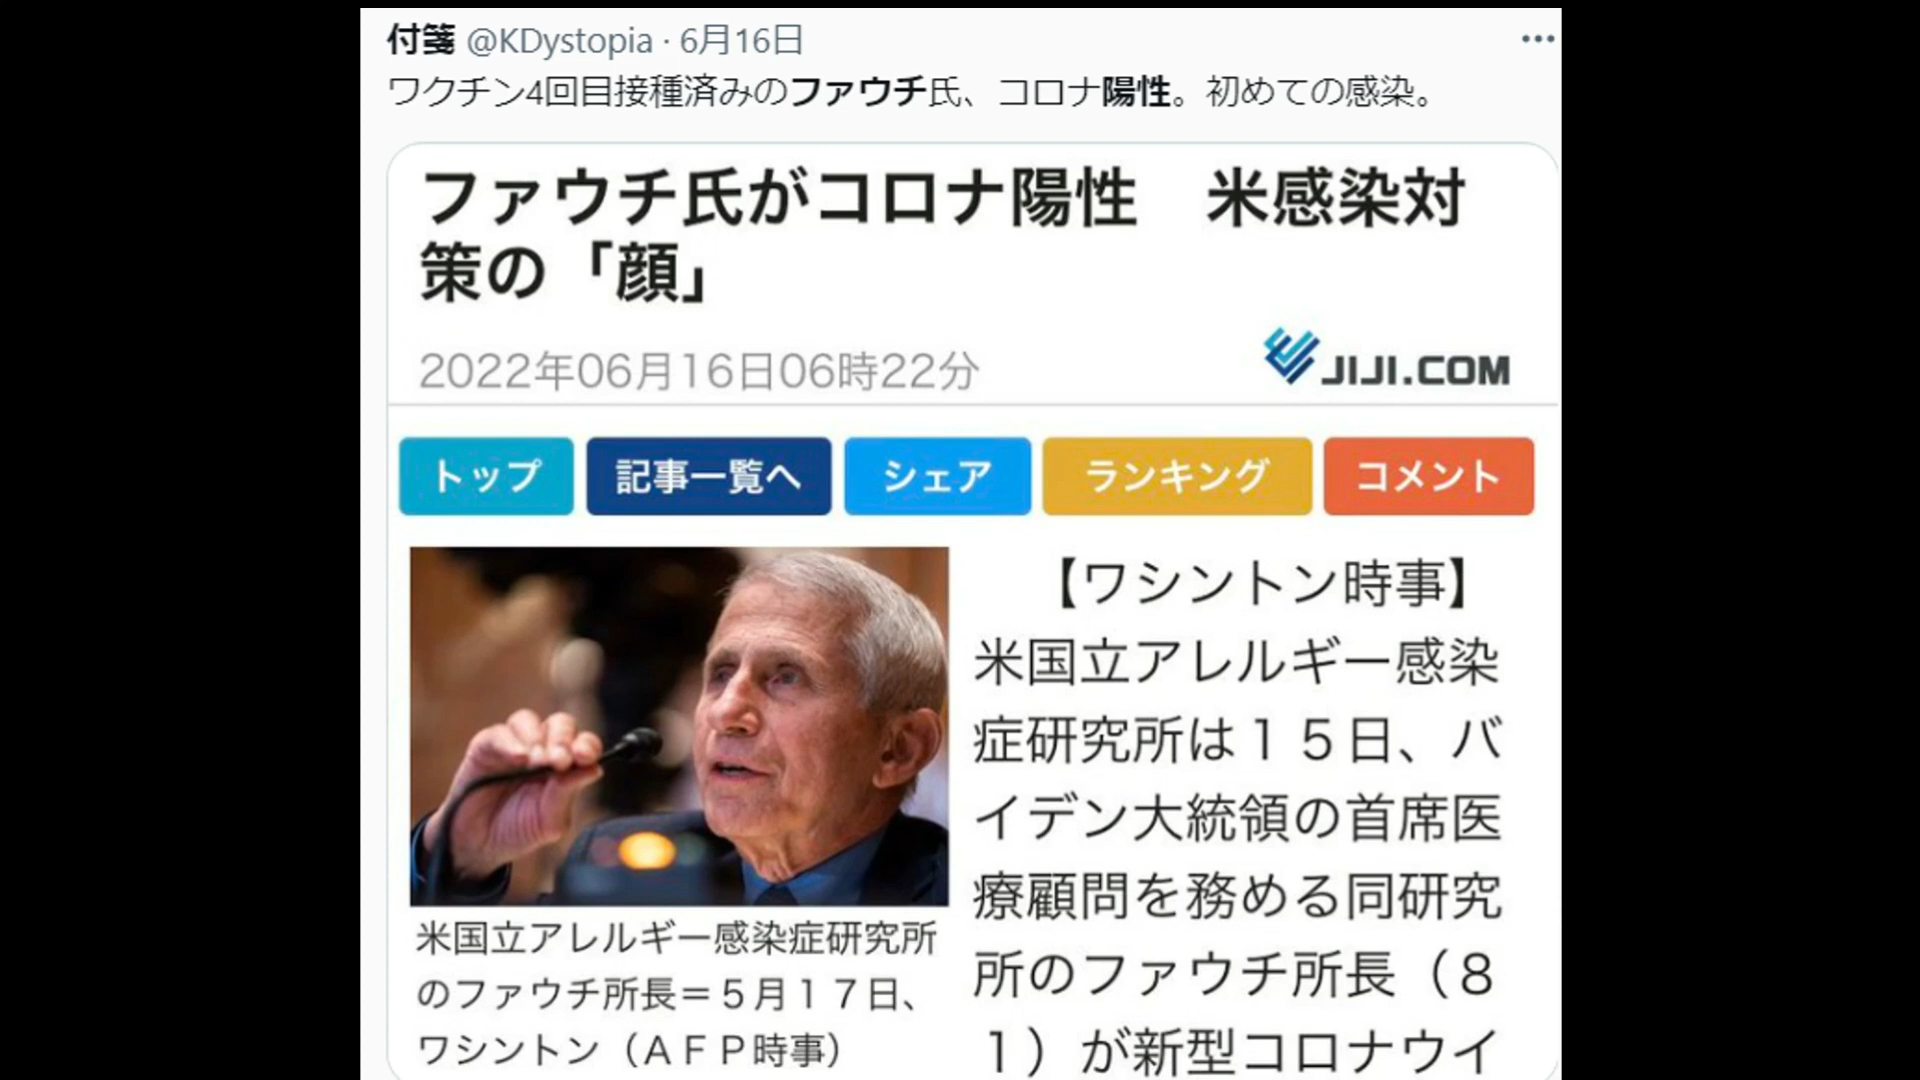 付箋 @KDystopia · 6月16日
ワクチン4回目接種済みのファウチ氏、コロナ陽性。初めての感染。
ファウチ氏がコロナ陽性　米感染対
策の「顔」
2022年06月16日06時22分
JIJI.COM
トップ
記事一覧へ
シェア
ランキング
コメント
【ワシントン時事】
米国立アレルギー感染
症研究所は１５日、バ
イデン大統領の首席医
療顧問を務める同研究
所のファウチ所長（８
１）が新型コロナウイ
米国立アレルギー感染症研究所
のファウチ所長＝５月１７日、
ワシントン（ＡＦＰ時事）